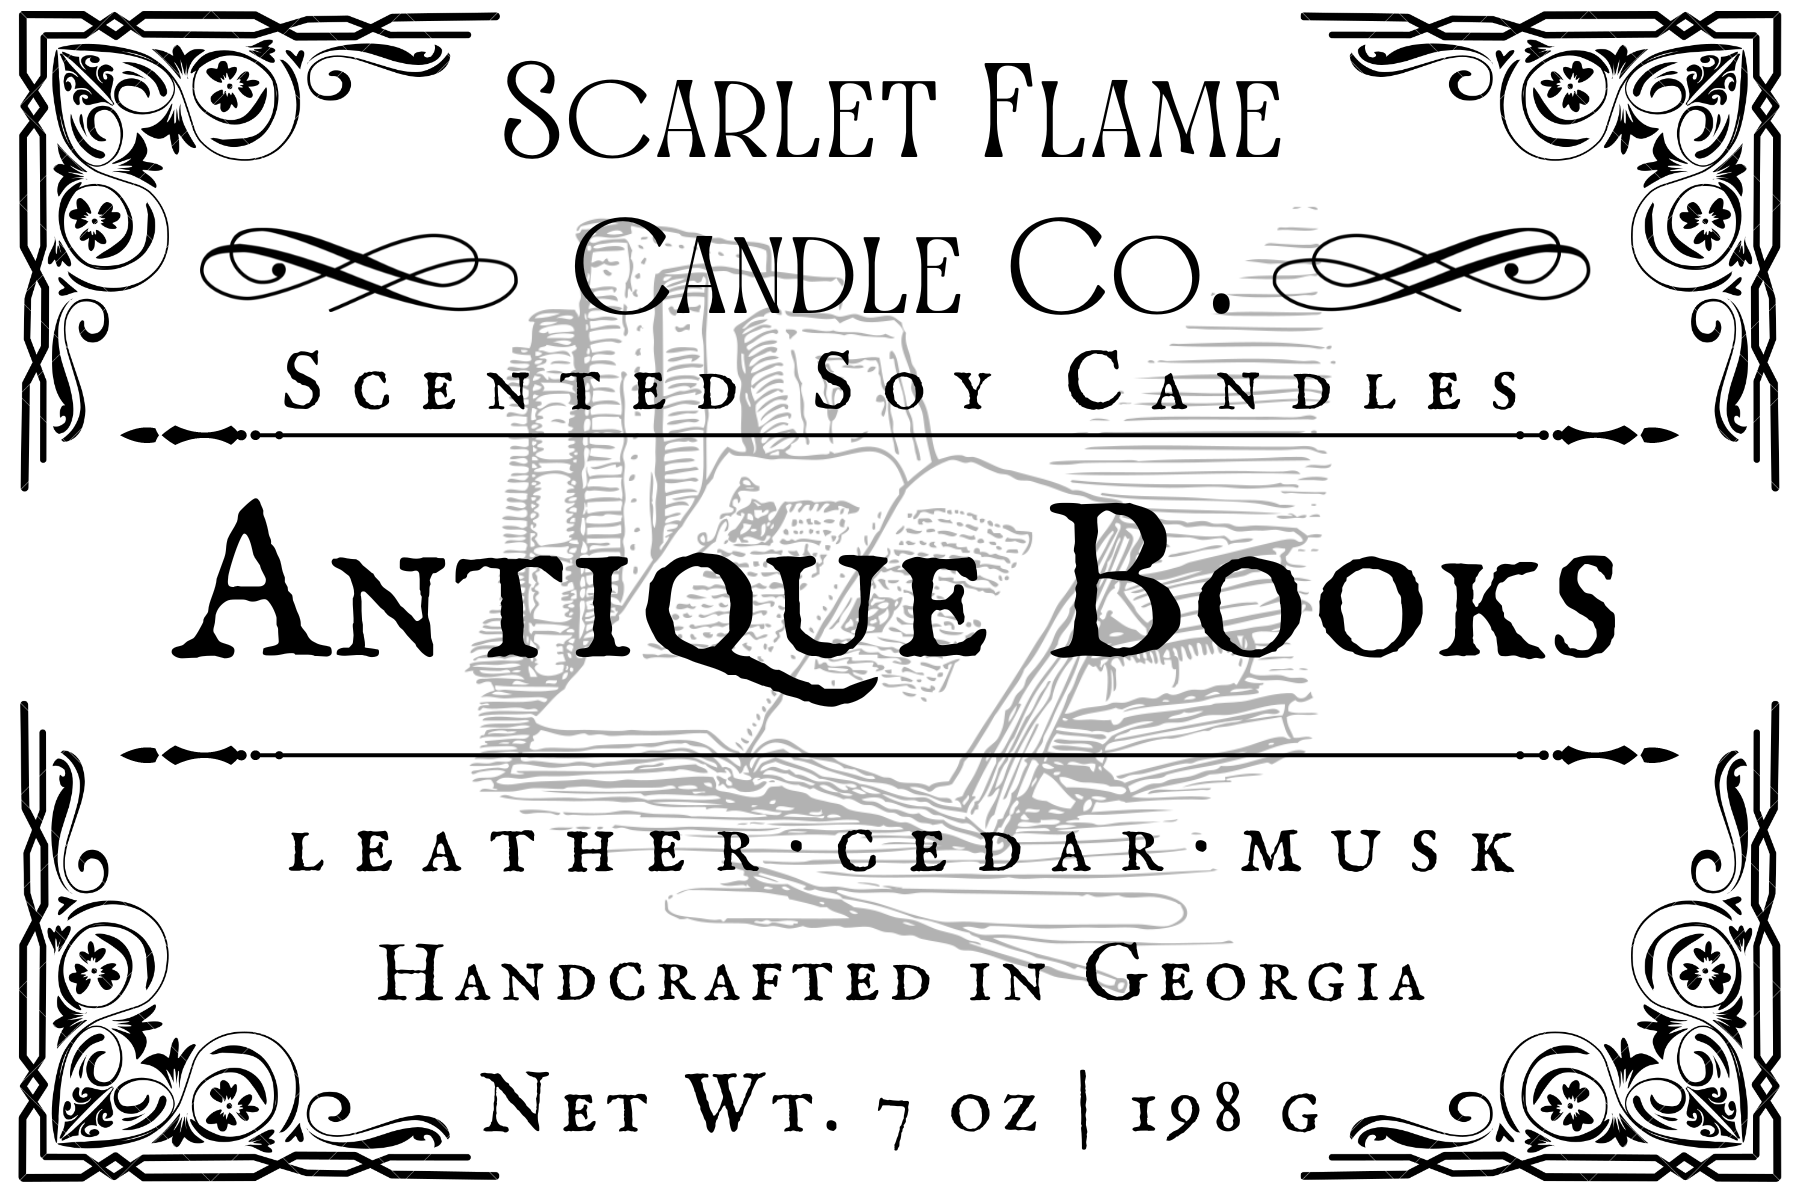 Scarlet Flame
Candle Co.
Scented Soy Candles
Antique Books
LEATHER·CEDAR·MUSK
Handcrafted in Georgia
Net Wt. 7 oz | 198 g